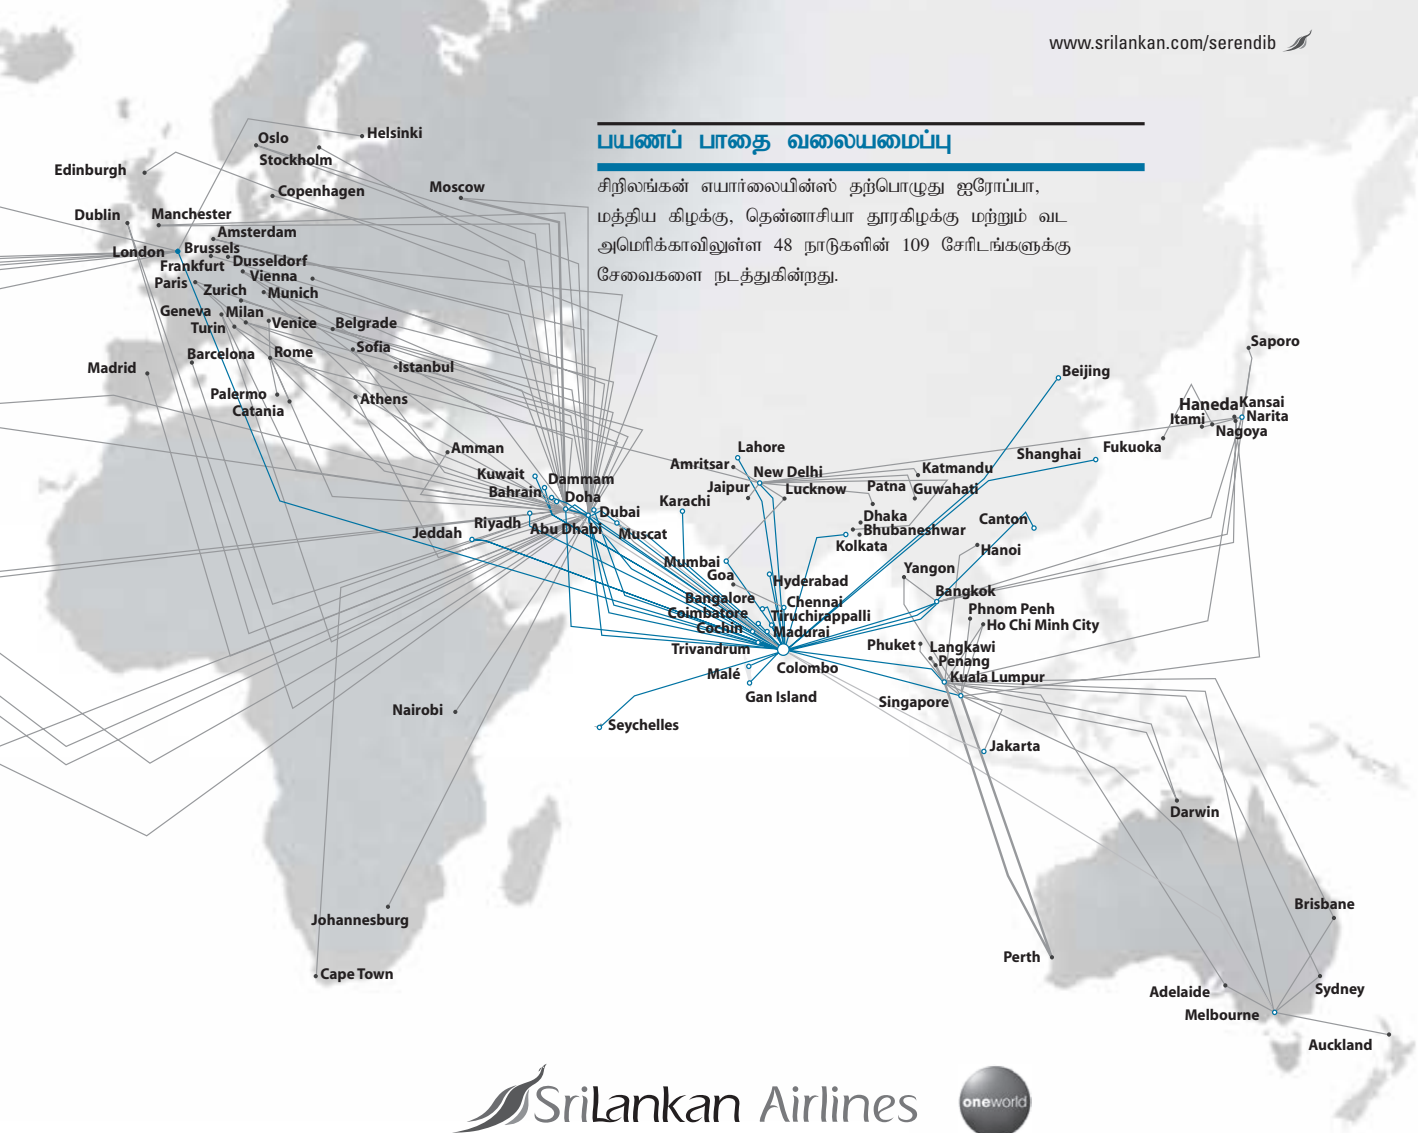 www.srilankan.com/serendib
பயணப் பாதை வலையமைப்பு
சிறிலங்கன் எயார்லையின்ஸ் தற்பொழுது ஐரோப்பா,
மத்திய கிழக்கு, தென்னாசியா தூரகிழக்கு மற்றும் வட
அமெரிக்காவிலுள்ள 48 நாடுகளின் 109 சேரிடங்களுக்கு
சேவைகளை நடத்துகின்றது.
Oslo
Helsinki
Stockholm
Edinburgh
Copenhagen
Moscow
Dublin
Manchester
Amsterdam
London
Brussels
Frankfurt
Dusseldorf
Vienna
Paris
Zurich
Munich
Geneva
Milan
Turin
Venice
Belgrade
Barcelona
Rome
Sofia
Madrid
Istanbul
Palermo
Catania
Athens
Amman
Kuwait
Dammam
Bahrain
Doha
Riyadh
Abu Dhabi
Dubai
Jeddah
Muscat
Nairobi
Johannesburg
Cape Town
Lahore
Amritsar
New Delhi
Jaipur
Lucknow
Karachi
Katmandu
Patna
Guwahati
Dhaka
Bhubaneshwar
Kolkata
Mumbai
Goa
Hyderabad
Bangalore
Chennai
Coimbatore
Tiruchirappalli
Cochin
Madurai
Trivandrum
Colombo
Malé
Gan Island
Seychelles
Beijing
Shanghai
Fukuoka
Saporo
Haneda
Kansai
Itami
Narita
Nagoya
Canton
Hanoi
Yangon
Bangkok
Phnom Penh
Ho Chi Minh City
Phuket
Langkawi
Penang
Kuala Lumpur
Singapore
Jakarta
Darwin
Brisbane
Perth
Adelaide
Sydney
Melbourne
Auckland
SriLankan Airlines
oneworld